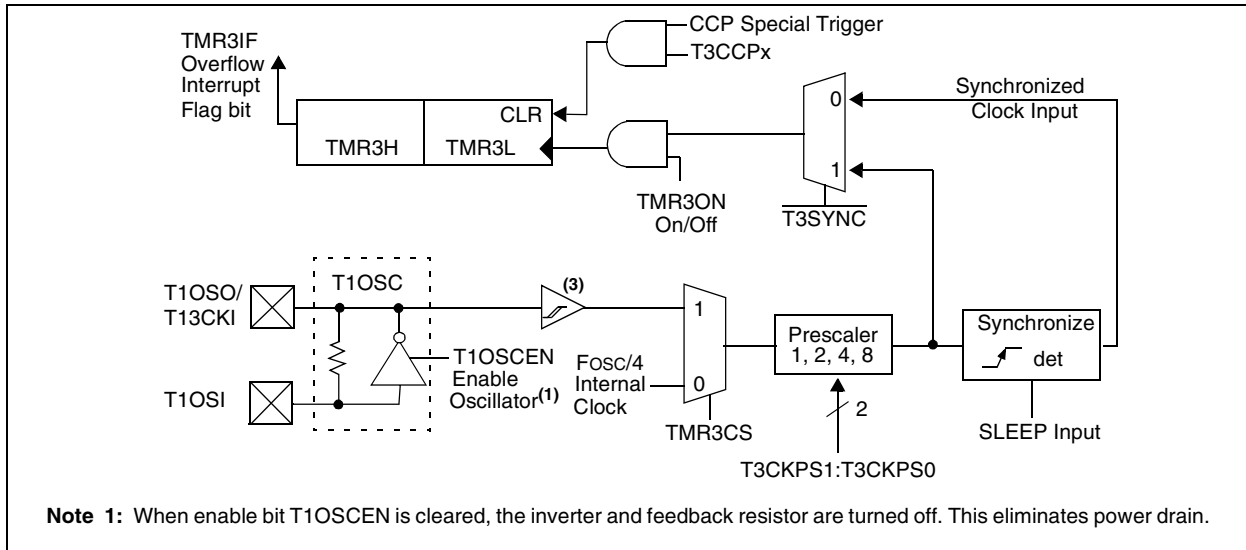 CCP Special Trigger
T3CCPx
TMR3IF
Overflow
Interrupt
Flag bit
CLR
TMR3H
TMR3L
TMR3ON
On/Off
0
1
T3SYNC
Synchronized
Clock Input
T1OSO/
T13CKI
T1OSI
T1OSC
T1OSCEN
Enable
Oscillator(1)
(3)
FOSC/4
Internal
Clock
1
0
TMR3CS
Prescaler
1, 2, 4, 8
2
T3CKPS1:T3CKPS0
Synchronize
det
SLEEP Input
Note 1: When enable bit T1OSCEN is cleared, the inverter and feedback resistor are turned off. This eliminates power drain.